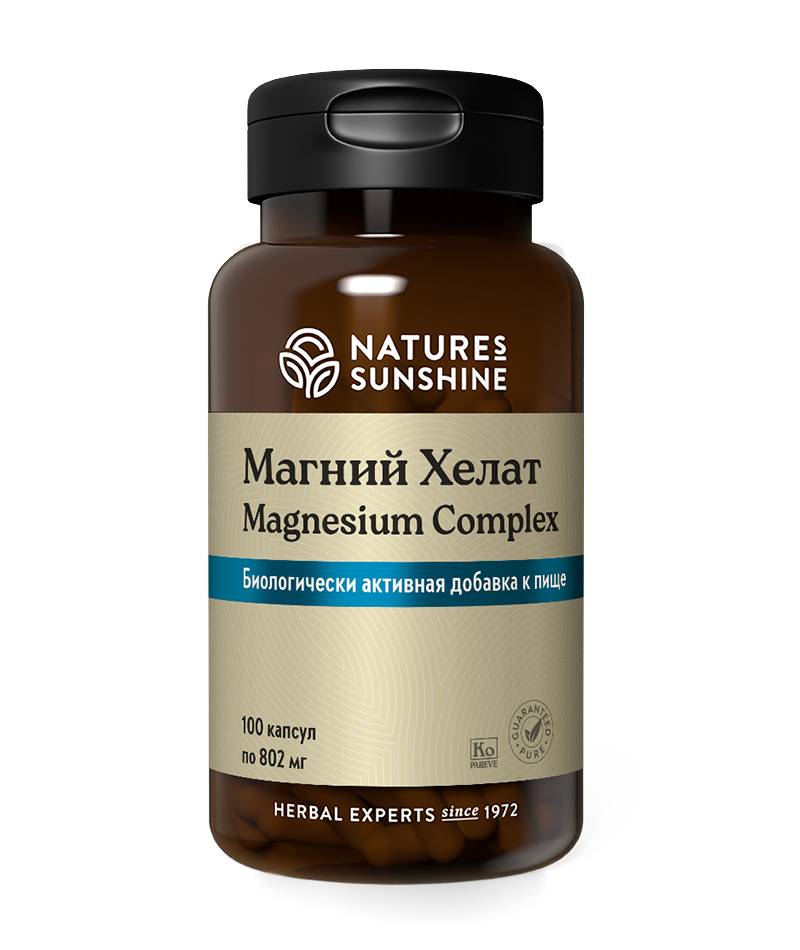 NATURE'S
SUNSHINE
Магний Хелат
Magnesium Complex
Биологически активная добавка к пище
100 капсул
по 802 мг
Ko
PAREVE
GUARANTEED
PURE
HERBAL EXPERTS since 1972